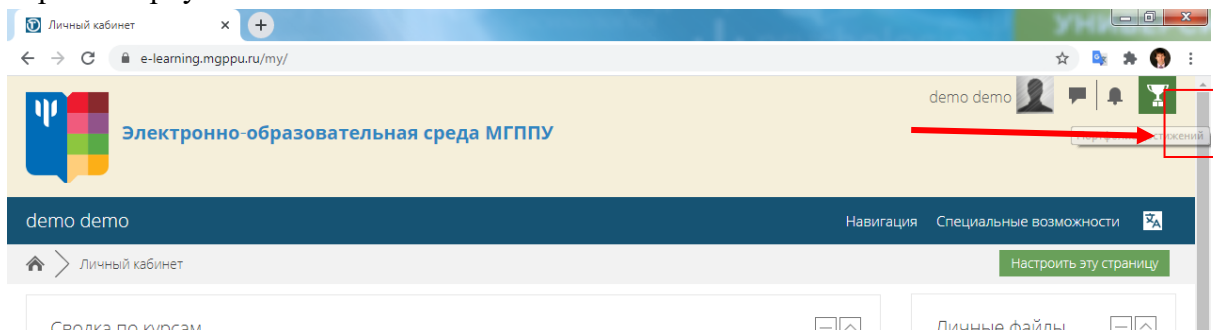 Личный кабинет
УНИВЕР
e-learning.mgppu.ru/my/
demo demo
Электронно-образовательная среда МГППУ
demo demo
Навигация Специальные возможности
Личный кабинет
Настроить эту страницу
Сводка по курсам
Личные файлы